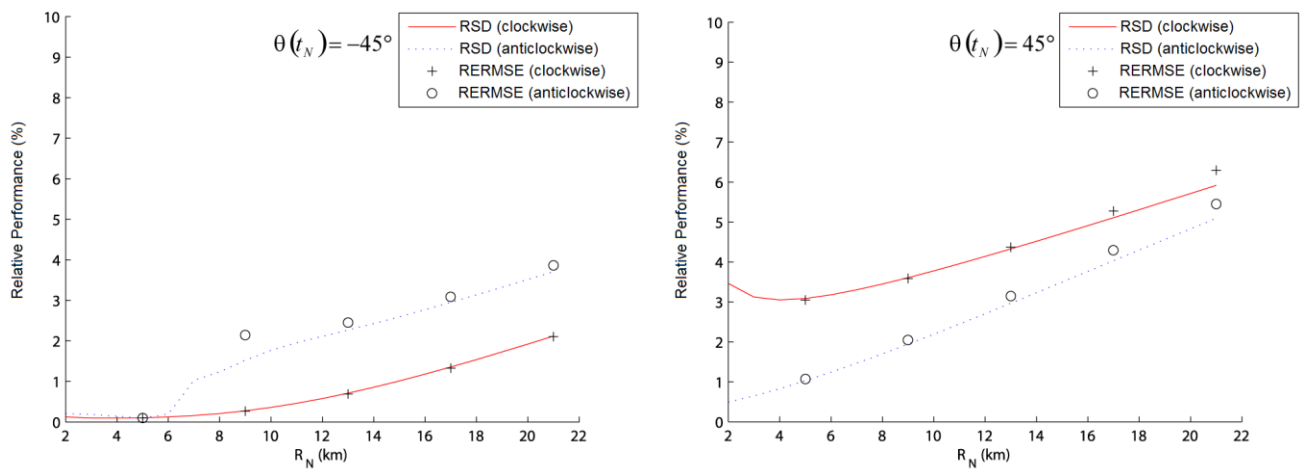 10
9
8
7
6
5
4
3
2
1
0
Relative Performance (%)
θ(t_N) = −45°
RSD (clockwise)
RSD (anticlockwise)
RERMSE (clockwise)
RERMSE (anticlockwise)
2 4 6 8 10 12 14 16 18 20 22
R_N (km)
10
9
8
7
6
5
4
3
2
1
0
Relative Performance (%)
θ(t_N) = 45°
RSD (clockwise)
RSD (anticlockwise)
RERMSE (clockwise)
RERMSE (anticlockwise)
2 4 6 8 10 12 14 16 18 20 22
R_N (km)